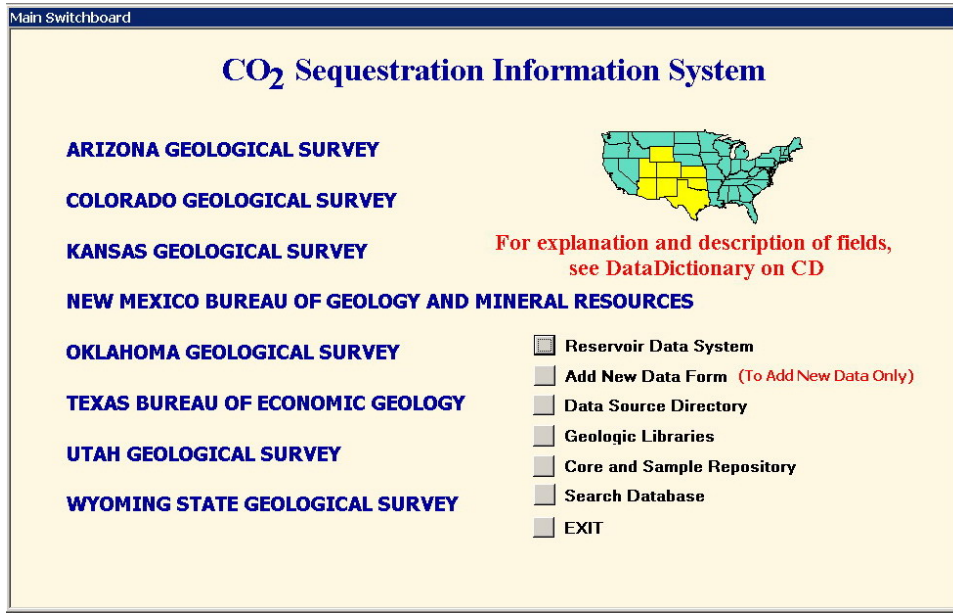 Main Switchboard
CO2 Sequestration Information System
ARIZONA GEOLOGICAL SURVEY
COLORADO GEOLOGICAL SURVEY
KANSAS GEOLOGICAL SURVEY
NEW MEXICO BUREAU OF GEOLOGY AND MINERAL RESOURCES
OKLAHOMA GEOLOGICAL SURVEY
TEXAS BUREAU OF ECONOMIC GEOLOGY
UTAH GEOLOGICAL SURVEY
WYOMING STATE GEOLOGICAL SURVEY
For explanation and description of fields,
see DataDictionary on CD
Reservoir Data System
Add New Data Form (To Add New Data Only)
Data Source Directory
Geologic Libraries
Core and Sample Repository
Search Database
EXIT